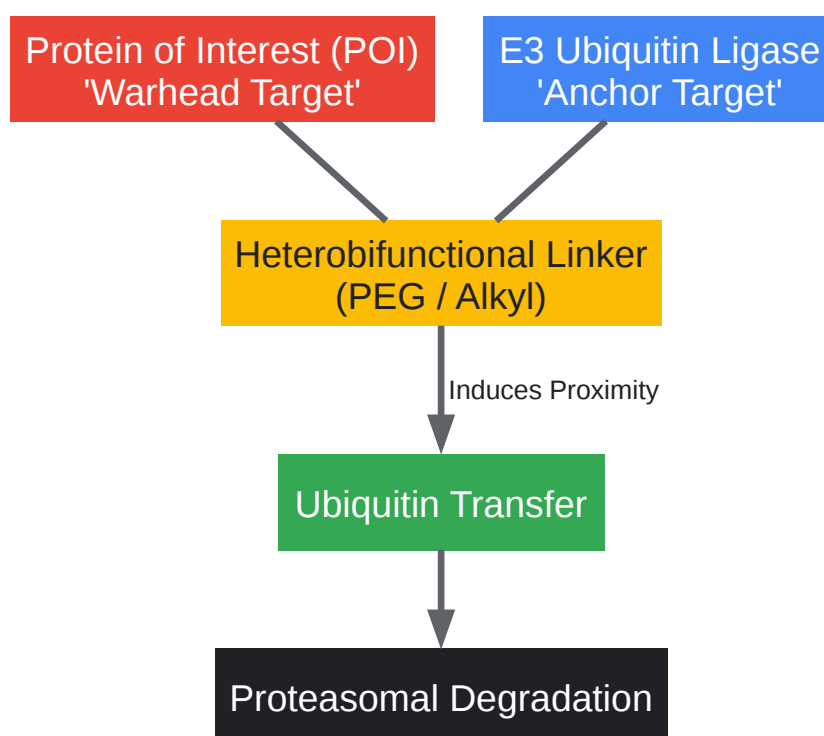 Protein of Interest (POI)
'Warhead Target'
E3 Ubiquitin Ligase
'Anchor Target'
Heterobifunctional Linker
(PEG / Alkyl)
Induces Proximity
Ubiquitin Transfer
Proteasomal Degradation